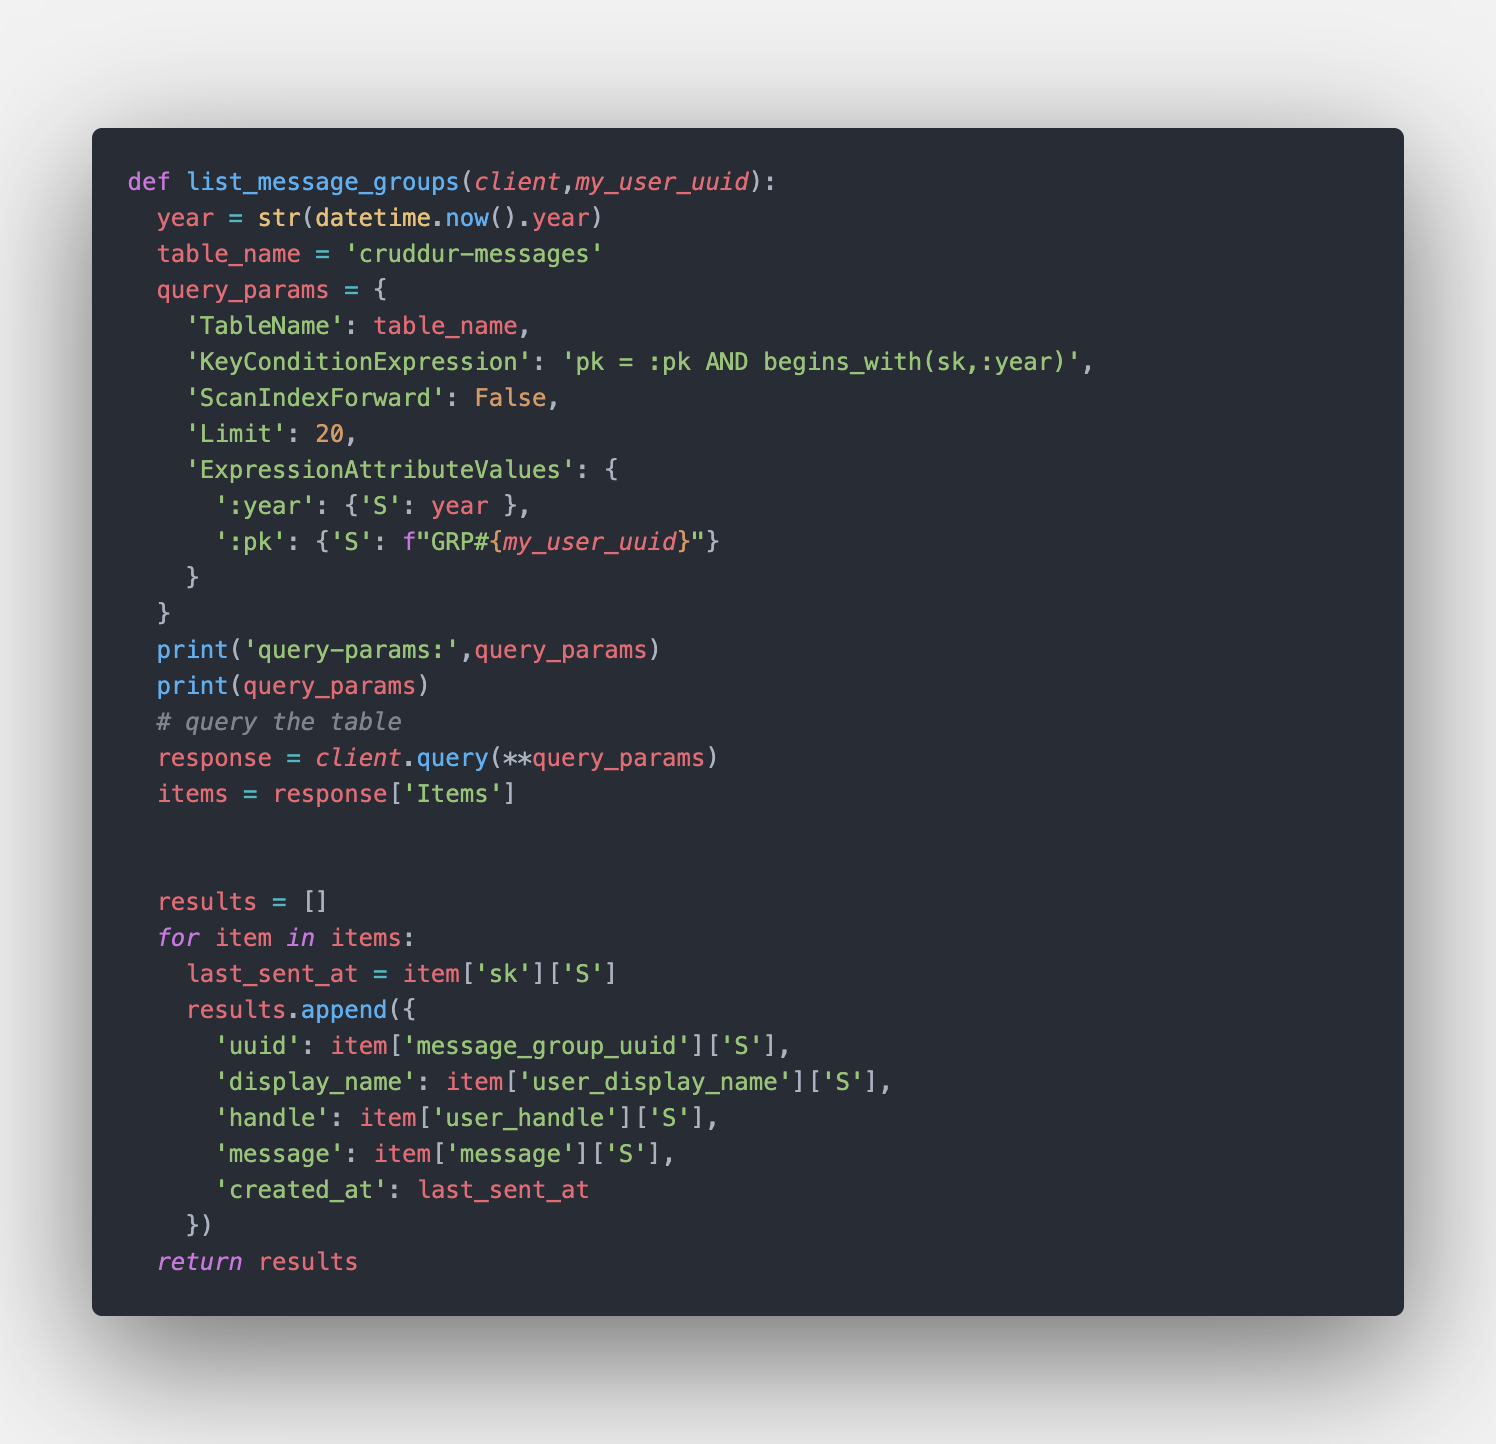 def list_message_groups(client,my_user_uuid):
  year = str(datetime.now().year)
  table_name = 'cruddur-messages'
  query_params = {
    'TableName': table_name,
    'KeyConditionExpression': 'pk = :pk AND begins_with(sk,:year)',
    'ScanIndexForward': False,
    'Limit': 20,
    'ExpressionAttributeValues': {
      ':year': {'S': year },
      ':pk': {'S': f"GRP#{my_user_uuid}"}
    }
  }
  print('query-params:',query_params)
  print(query_params)
  # query the table
  response = client.query(**query_params)
  items = response['Items']


  results = []
  for item in items:
    last_sent_at = item['sk']['S']
    results.append({
      'uuid': item['message_group_uuid']['S'],
      'display_name': item['user_display_name']['S'],
      'handle': item['user_handle']['S'],
      'message': item['message']['S'],
      'created_at': last_sent_at
    })
  return results